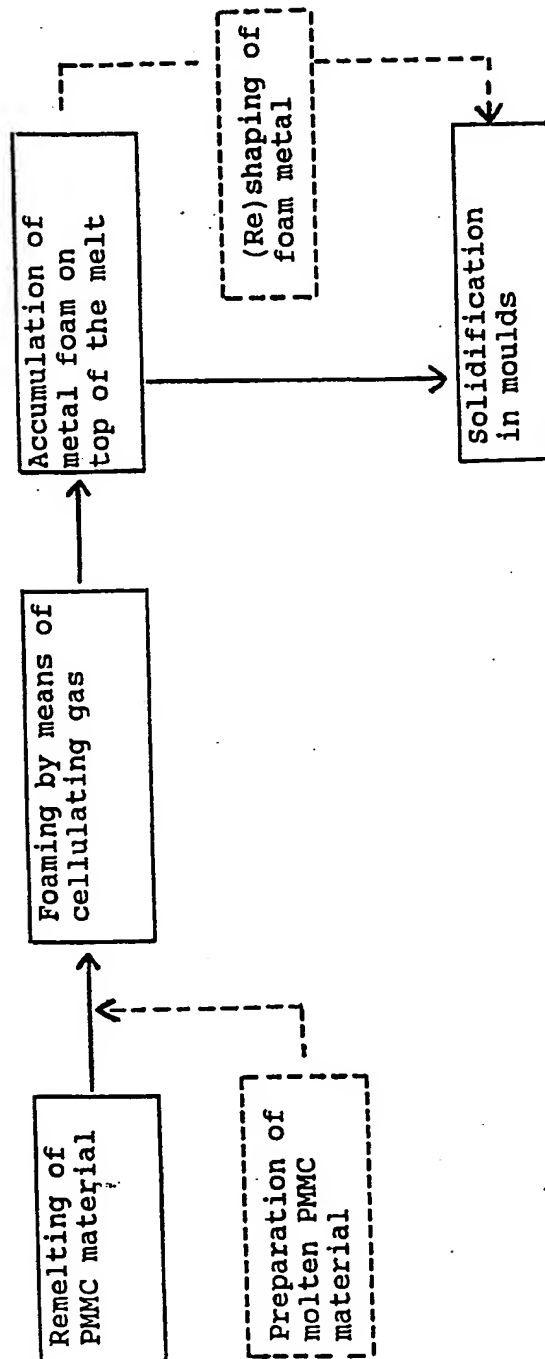 Remelting of
PMMC material
Preparation of
molten PMMC
material
Foaming by means of
cellulating gas
Accumulation of
metal foam on
top of the melt
(Re)shaping of
foam metal
Solidification
in moulds